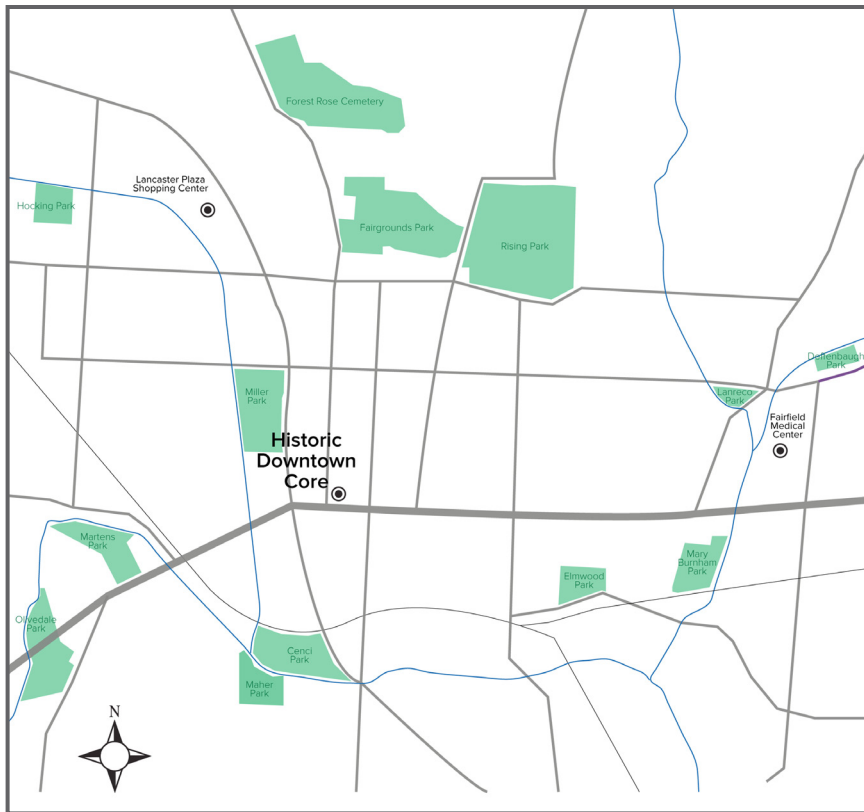 Forest Rose Cemetery
Lancaster Plaza
Shopping Center
Hocking Park
Fairgrounds Park
Rising Park
Deffenbaugh
Park
Miller
Park
Lanreco
Park
Fairfield
Medical
Center
Historic
Downtown
Core
Martens
Park
Mary
Burnham
Park
Elmwood
Park
Olivedale
Park
Cenci
Park
Maher
Park
N